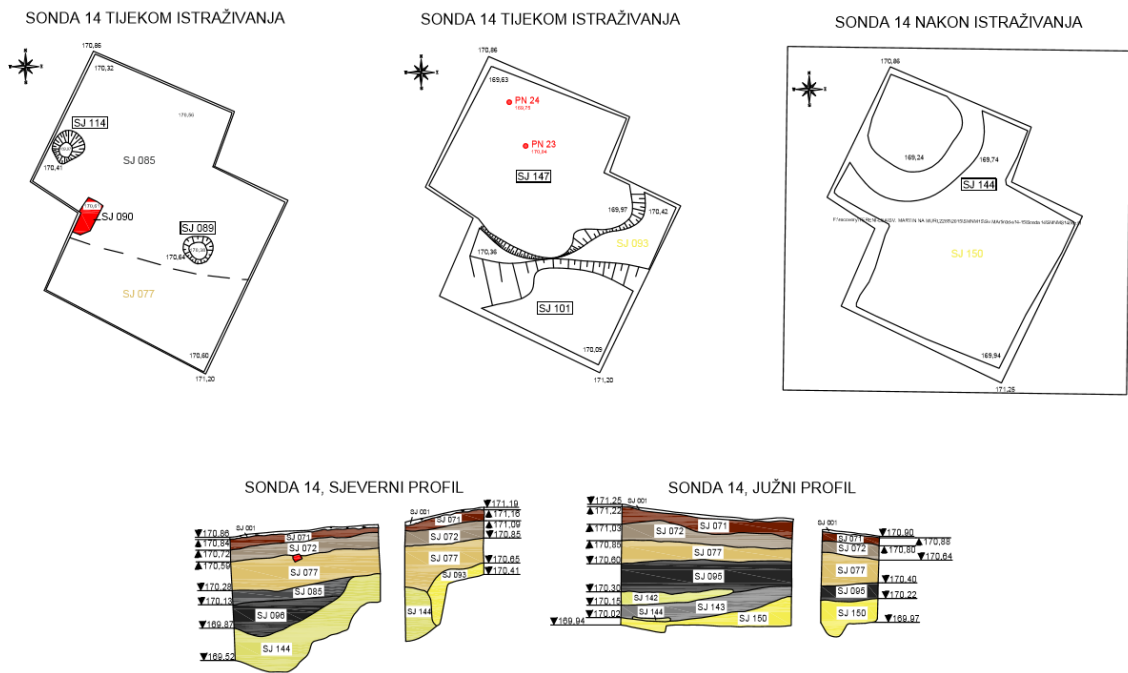 SONDA 14 TIJEKOM ISTRAŽIVANJA
170,86
170,32
SJ 114
170,41
SJ 085
SJ 090
SJ 089
170,64
SJ 077
170,60
171,20
SONDA 14 TIJEKOM ISTRAŽIVANJA
170,86
169,63
PN 24
PN 23
SJ 147
169,97
170,42
SJ 093
170,36
SJ 101
170,09
171,20
SONDA 14 NAKON ISTRAŽIVANJA
170,86
169,24
169,74
SJ 144
SJ 150
169,94
171,25
SONDA 14, SJEVERNI PROFIL
170,86
170,84
170,72
170,59
170,28
170,13
169,87
169,52
SJ 001
SJ 071
SJ 072
SJ 077
SJ 085
SJ 096
SJ 144
SJ 001
SJ 071
SJ 072
SJ 077
SJ 093
SJ 144
171,19
171,16
171,09
170,85
170,65
170,41
SONDA 14, JUŽNI PROFIL
171,25
171,22
171,03
170,85
170,60
170,30
170,15
170,02
169,94
SJ 001
SJ 071
SJ 072
SJ 077
SJ 095
SJ 142
SJ 143
SJ 144
SJ 150
SJ 001
SJ 071
SJ 072
SJ 077
SJ 095
SJ 150
170,90
170,88
170,80
170,64
170,40
170,22
169,97